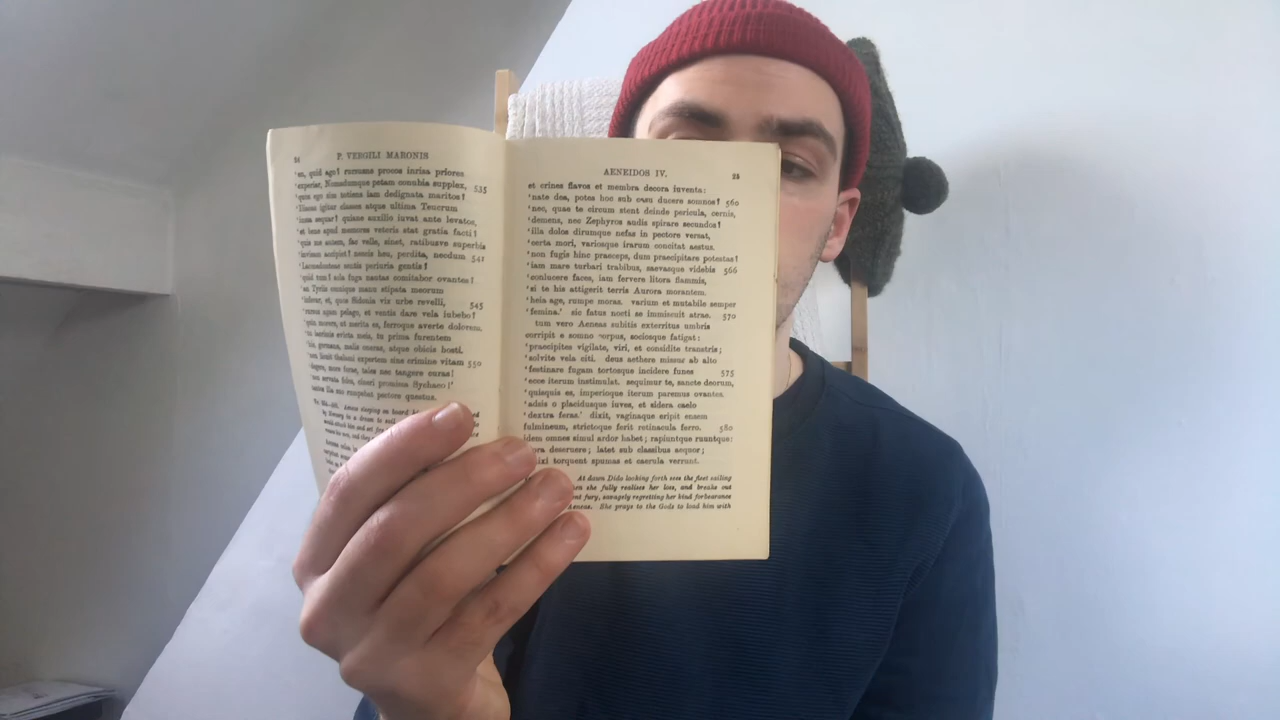 24 P. VERGILI MARONIS
'en, quid ago? rursusne procos inrisa priores
'experiar, Nomadumque petam conubia supplex, 535
'quos ego sim totiens iam dedignata maritos?
'Iliacas igitur classes atque ultima Teucrum
'iussa sequar? quiane auxilio iuvat ante levatos,
'et bene apud memores veteris stat gratia facti?
'quis me autem, fac velle, sinet, ratibusve superbis
'invisam accipiet? nescis heu, perdita, necdum 541
'Laomedonteae sentis periuria gentis?
'quid tum? sola fuga nautas comitabor ovantes?
'an Tyriis omnique manu stipata meorum
'inferar, et, quos Sidonia vix urbe revelli, 545
'rursus agam pelago, et ventis dare vela iubebo?
'quin morere, ut merita es, ferroque averte dolorem.
'tu lacrimis evicta meis, tu prima furentem
'his, germana, malis oneras, atque obicis hosti.
'non licuit thalami expertem sine crimine vitam 550
'degere, more ferae, tales nec tangere curas!
'non servata fides, cineri promissa Sychaeo!'
tantos illa suo rumpebat pectore questus.
Aeneas sleeping on board
by Mercury in a dream to
AENEIDOS IV. 25
et crines flavos et membra decora iuventa:
'nate dea, potes hoc sub casu ducere somnos? 560
'nec, quae te circum stent deinde pericula, cernis,
'demens, nec Zephyros audis spirare secundos?
'illa dolos dirumque nefas in pectore versat,
'certa mori, variosque irarum concitat aestus.
'non fugis hinc praeceps, dum praecipitare potestas?
'iam mare turbari trabibus, saevasque videbis 566
'conlucere faces, iam fervere litora flammis,
'si te his attigerit terris Aurora morantem.
'heia age, rumpe moras. varium et mutabile semper
'femina.' sic fatus nocti se immiscuit atrae. 570
tum vero Aeneas subitis exterritus umbris
corripit e somno corpus, sociosque fatigat:
'praecipites vigilate, viri, et considite transtris;
'solvite vela citi. deus aethere missus ab alto
'festinare fugam tortosque incidere funes 575
'ecce iterum instimulat. sequimur te, sancte deorum,
'quisquis es, imperioque iterum paremus ovantes.
'adsis o placidusque iuves, et sidera caelo
'dextra feras.' dixit, vaginaque eripit ensem
fulmineum, strictoque ferit retinacula ferro. 580
idem omnes simul ardor habet; rapiuntque ruuntque:
deseruere; latet sub classibus aequor;
torquent spumas et caerula verrunt.
At dawn Dido looking forth sees the fleet sailing
she fully realises her loss, and breaks out
fury, savagely regretting her kind forbearance
Aeneas. She prays to the Gods to load him with